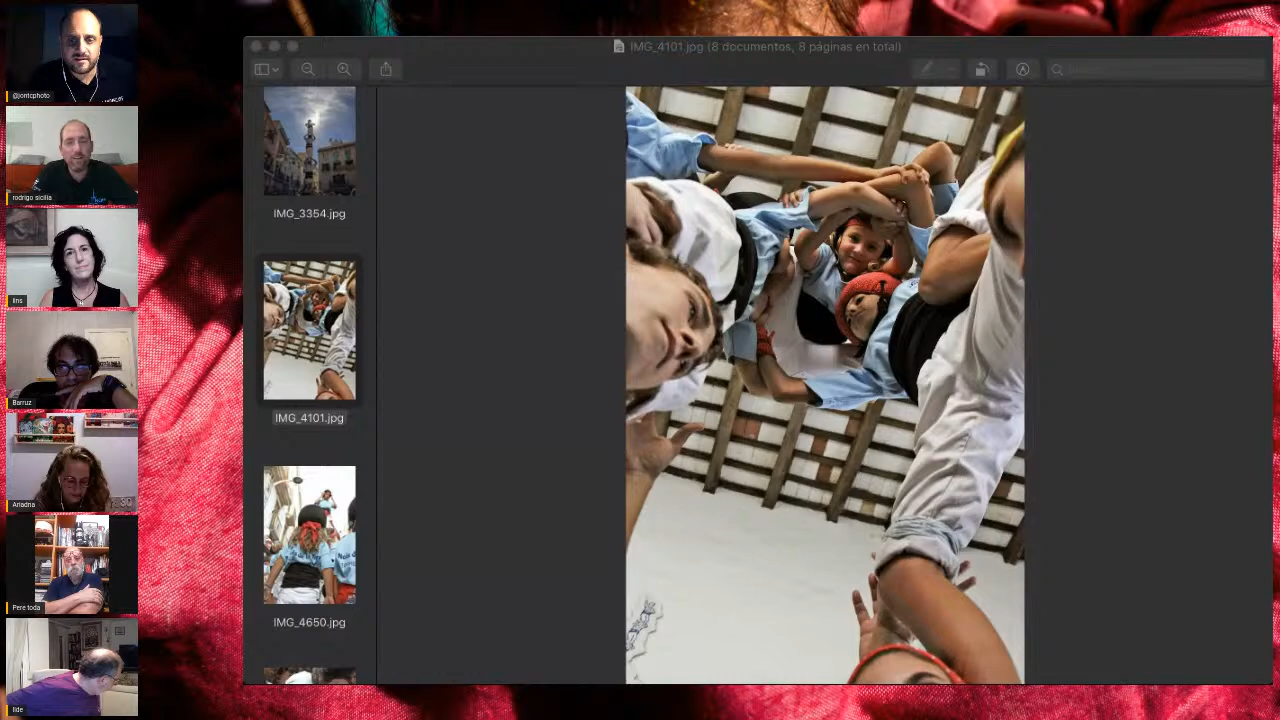 @jontcphoto
rodrigo sicilia
lins
Barruz
Ariadna
Pere toda
ilde
IMG_4101.jpg (8 documentos, 8 páginas en total)
IMG_3354.jpg
IMG_4101.jpg
IMG_4650.jpg